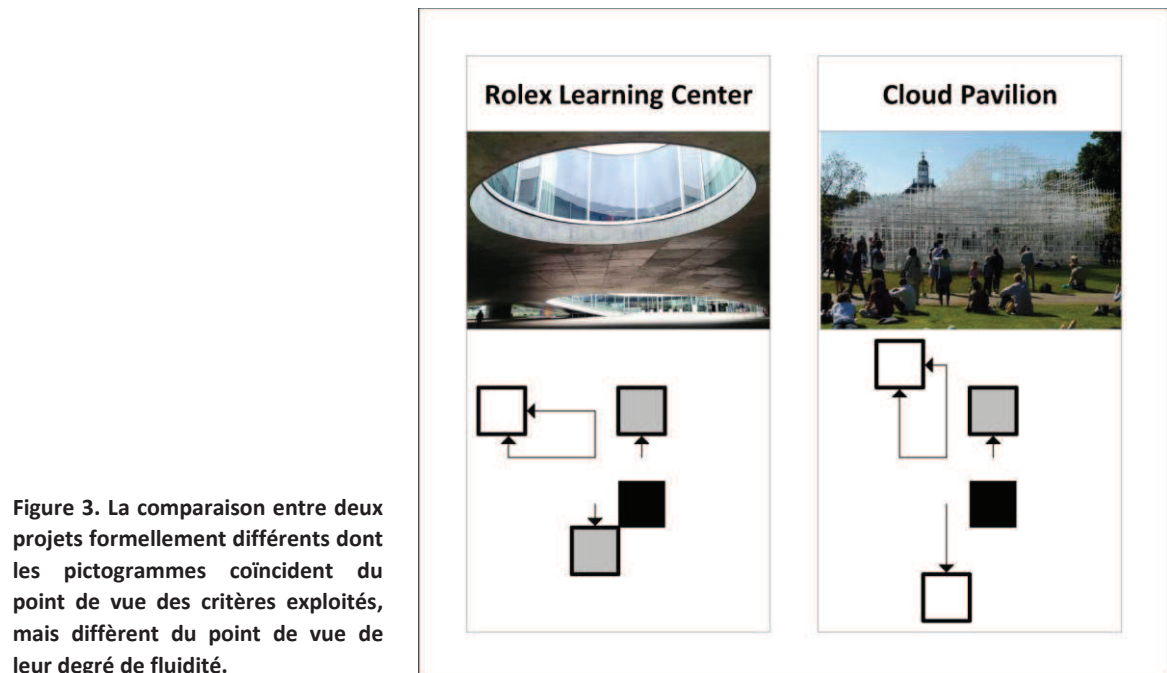 Rolex Learning Center
Cloud Pavilion
Figure 3. La comparaison entre deux
projets formellement différents dont
les pictogrammes coïncident du
point de vue des critères exploités,
mais diffèrent du point de vue de
leur degré de fluidité.